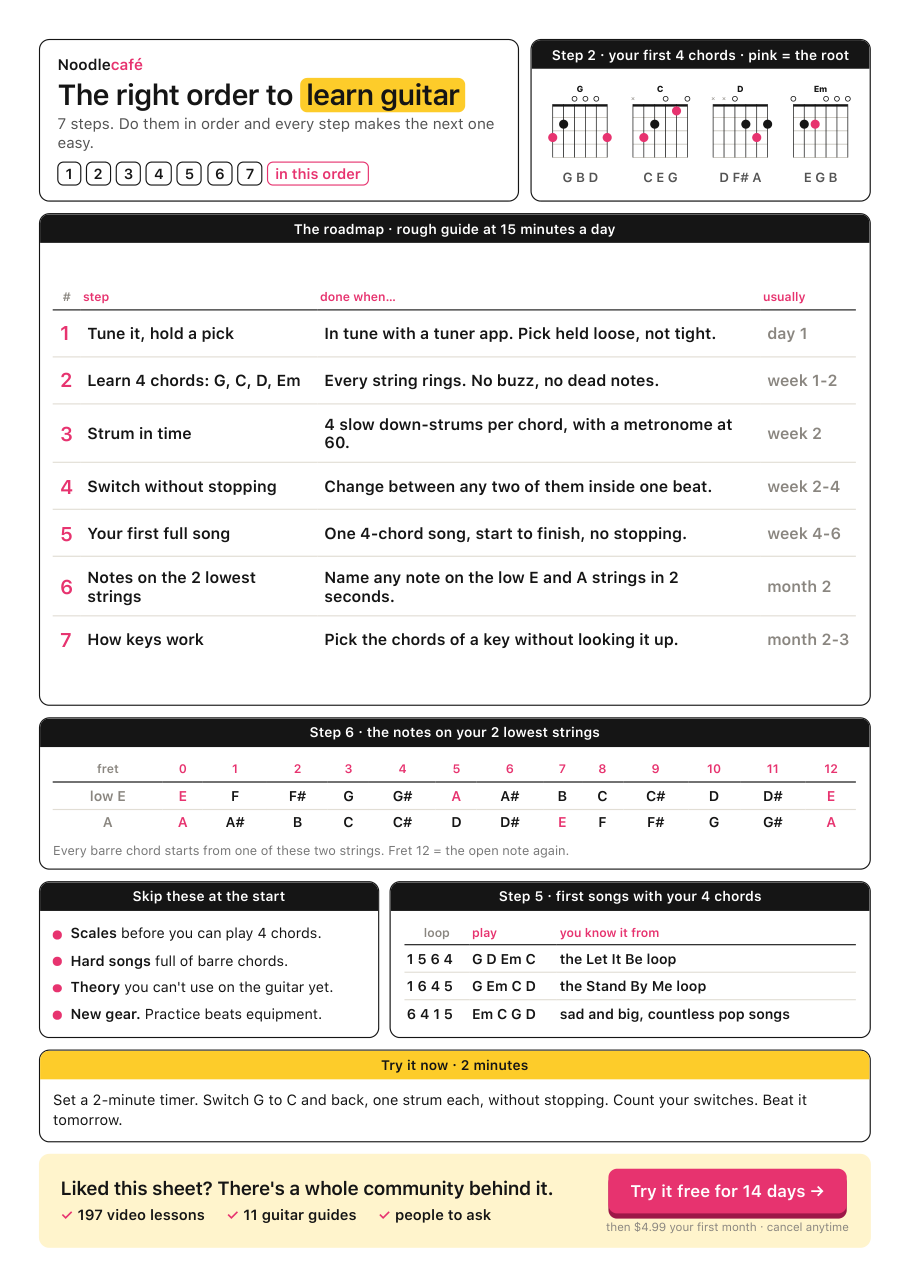 Noodlecafé
The right order to learn guitar
7 steps. Do them in order and every step makes the next one
easy.
1 2 3 4 5 6 7 in this order
Step 2 · your first 4 chords · pink = the root
G C D Em
× × ×
G B D C E G D F# A E G B
The roadmap · rough guide at 15 minutes a day
# step done when... usually
1 Tune it, hold a pick In tune with a tuner app. Pick held loose, not tight. day 1
2 Learn 4 chords: G, C, D, Em Every string rings. No buzz, no dead notes. week 1-2
3 Strum in time 4 slow down-strums per chord, with a metronome at
60. week 2
4 Switch without stopping Change between any two of them inside one beat. week 2-4
5 Your first full song One 4-chord song, start to finish, no stopping. week 4-6
6 Notes on the 2 lowest
strings Name any note on the low E and A strings in 2
seconds. month 2
7 How keys work Pick the chords of a key without looking it up. month 2-3
Step 6 · the notes on your 2 lowest strings
fret 0 1 2 3 4 5 6 7 8 9 10 11 12
low E E F F# G G# A A# B C C# D D# E
A A A# B C C# D D# E F F# G G# A
Every barre chord starts from one of these two strings. Fret 12 = the open note again.
Skip these at the start
Scales before you can play 4 chords.
Hard songs full of barre chords.
Theory you can't use on the guitar yet.
New gear. Practice beats equipment.
Step 5 · first songs with your 4 chords
loop play you know it from
1 5 6 4 G D Em C the Let It Be loop
1 6 4 5 G Em C D the Stand By Me loop
6 4 1 5 Em C G D sad and big, countless pop songs
Try it now · 2 minutes
Set a 2-minute timer. Switch G to C and back, one strum each, without stopping. Count your switches. Beat it
tomorrow.
Liked this sheet? There's a whole community behind it.
✓ 197 video lessons ✓ 11 guitar guides ✓ people to ask
Try it free for 14 days →
then $4.99 your first month · cancel anytime